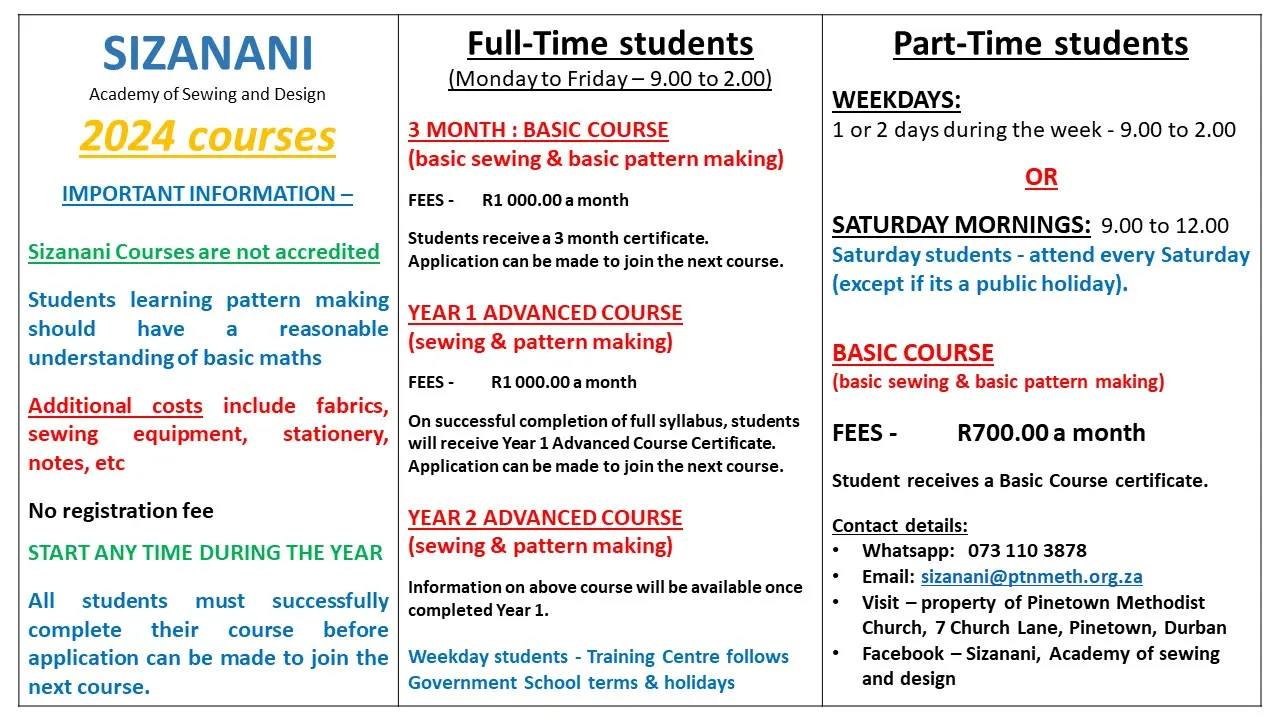 SIZANANI
Academy of Sewing and Design
2024 courses
IMPORTANT INFORMATION –
Sizanani Courses are not accredited
Students learning pattern making
should have a reasonable
understanding of basic maths
Additional costs include fabrics,
sewing equipment, stationery,
notes, etc
No registration fee
START ANY TIME DURING THE YEAR
All students must successfully
complete their course before
application can be made to join the
next course.
Full-Time students
(Monday to Friday – 9.00 to 2.00)
3 MONTH : BASIC COURSE
(basic sewing & basic pattern making)
FEES - R1 000.00 a month
Students receive a 3 month certificate.
Application can be made to join the next course.
YEAR 1 ADVANCED COURSE
(sewing & pattern making)
FEES - R1 000.00 a month
On successful completion of full syllabus, students
will receive Year 1 Advanced Course Certificate.
Application can be made to join the next course.
YEAR 2 ADVANCED COURSE
(sewing & pattern making)
Information on above course will be available once
completed Year 1.
Weekday students - Training Centre follows
Government School terms & holidays
Part-Time students
WEEKDAYS:
1 or 2 days during the week - 9.00 to 2.00
OR
SATURDAY MORNINGS: 9.00 to 12.00
Saturday students - attend every Saturday
(except if its a public holiday).
BASIC COURSE
(basic sewing & basic pattern making)
FEES - R700.00 a month
Student receives a Basic Course certificate.
Contact details:
• Whatsapp: 073 110 3878
• Email: sizanani@ptnmeth.org.za
• Visit – property of Pinetown Methodist
Church, 7 Church Lane, Pinetown, Durban
• Facebook – Sizanani, Academy of sewing
and design